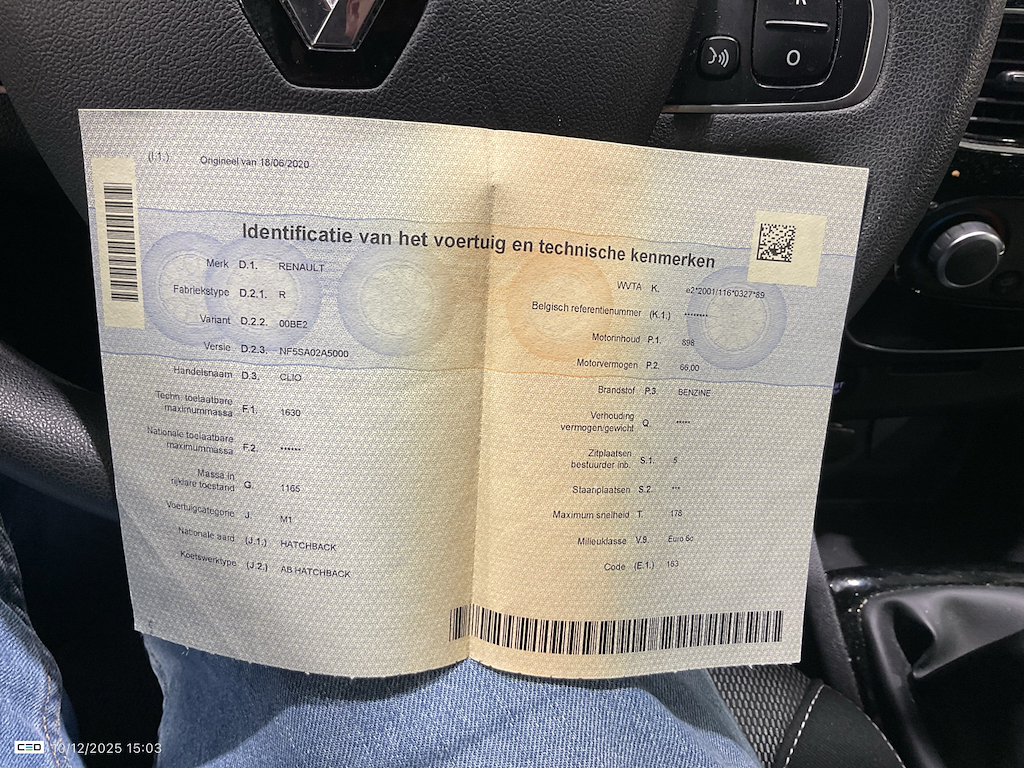 R
O
(I.1.) Origineel van 18/06/2020
Identificatie van het voertuig en technische kenmerken
Merk D.1. RENAULT
Fabriekstype D.2.1. R
Variant D.2.2. 00BE2
Versie D.2.3. NF5SA02A5000
Handelsnaam D.3. CLIO
Techn. toelaatbare
maximummassa F.1. 1630
Nationale toelaatbare
maximummassa F.2. ••••••
Massa in
rijklare toestand G. 1165
Voertuigcategorie J. M1
Nationale aard (J.1.) HATCHBACK
Koetswerktype (J.2.) AB HATCHBACK
WVTA K. e2*2001/116*0327*89
Belgisch referentienummer (K.1.) ••••••••
Motorinhoud P.1. 898
Motorvermogen P.2. 66,00
Brandstof P.3. BENZINE
Verhouding
vermogen/gewicht Q. •••••
Zitplaatsen
bestuurder inb. S.1. 5
Staanplaatsen S.2. •••
Maximum snelheid T. 178
Milieuklasse V.9. Euro 6c
Code (E.1.) 163
CEO 10/12/2025 15:03